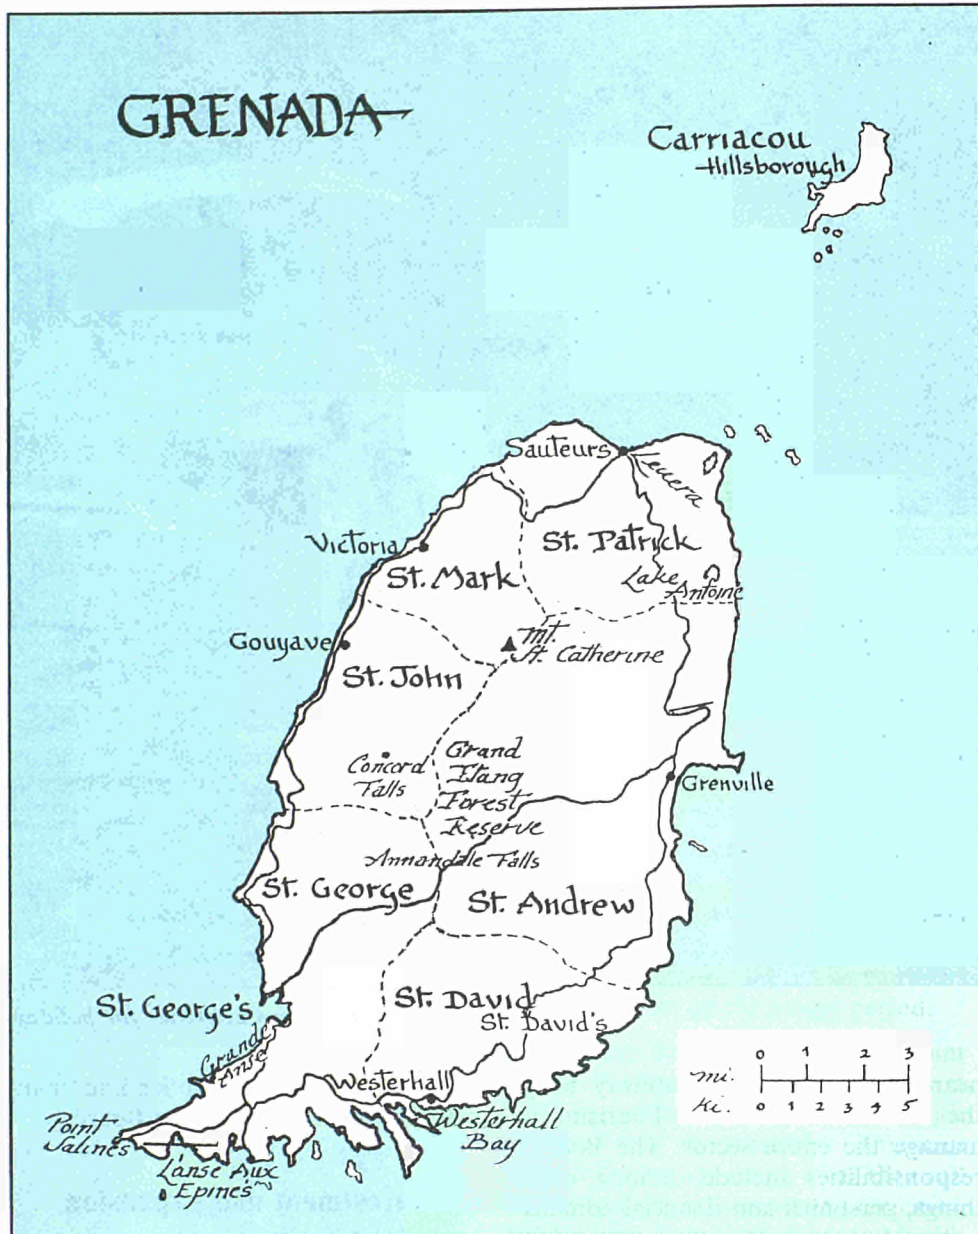 GRENADA
Carriacou
Hillsborough
Sauteurs
Levera
Victoria
St. Patrick
St. Mark
Lake
Antoine
Gouyave
Mt.
St. Catherine
St. John
Grand
Etang
Forest
Reserve
Concord
Falls
Grenville
Annandale Falls
St. George
St. Andrew
St. George's
St. David
St. David's
Grand
Anse
0 1 2 3
mi.
ki.
0 1 2 3 4 5
Westerhall
Westerhall
Bay
Point
Salines
L'anse Aux
Epines